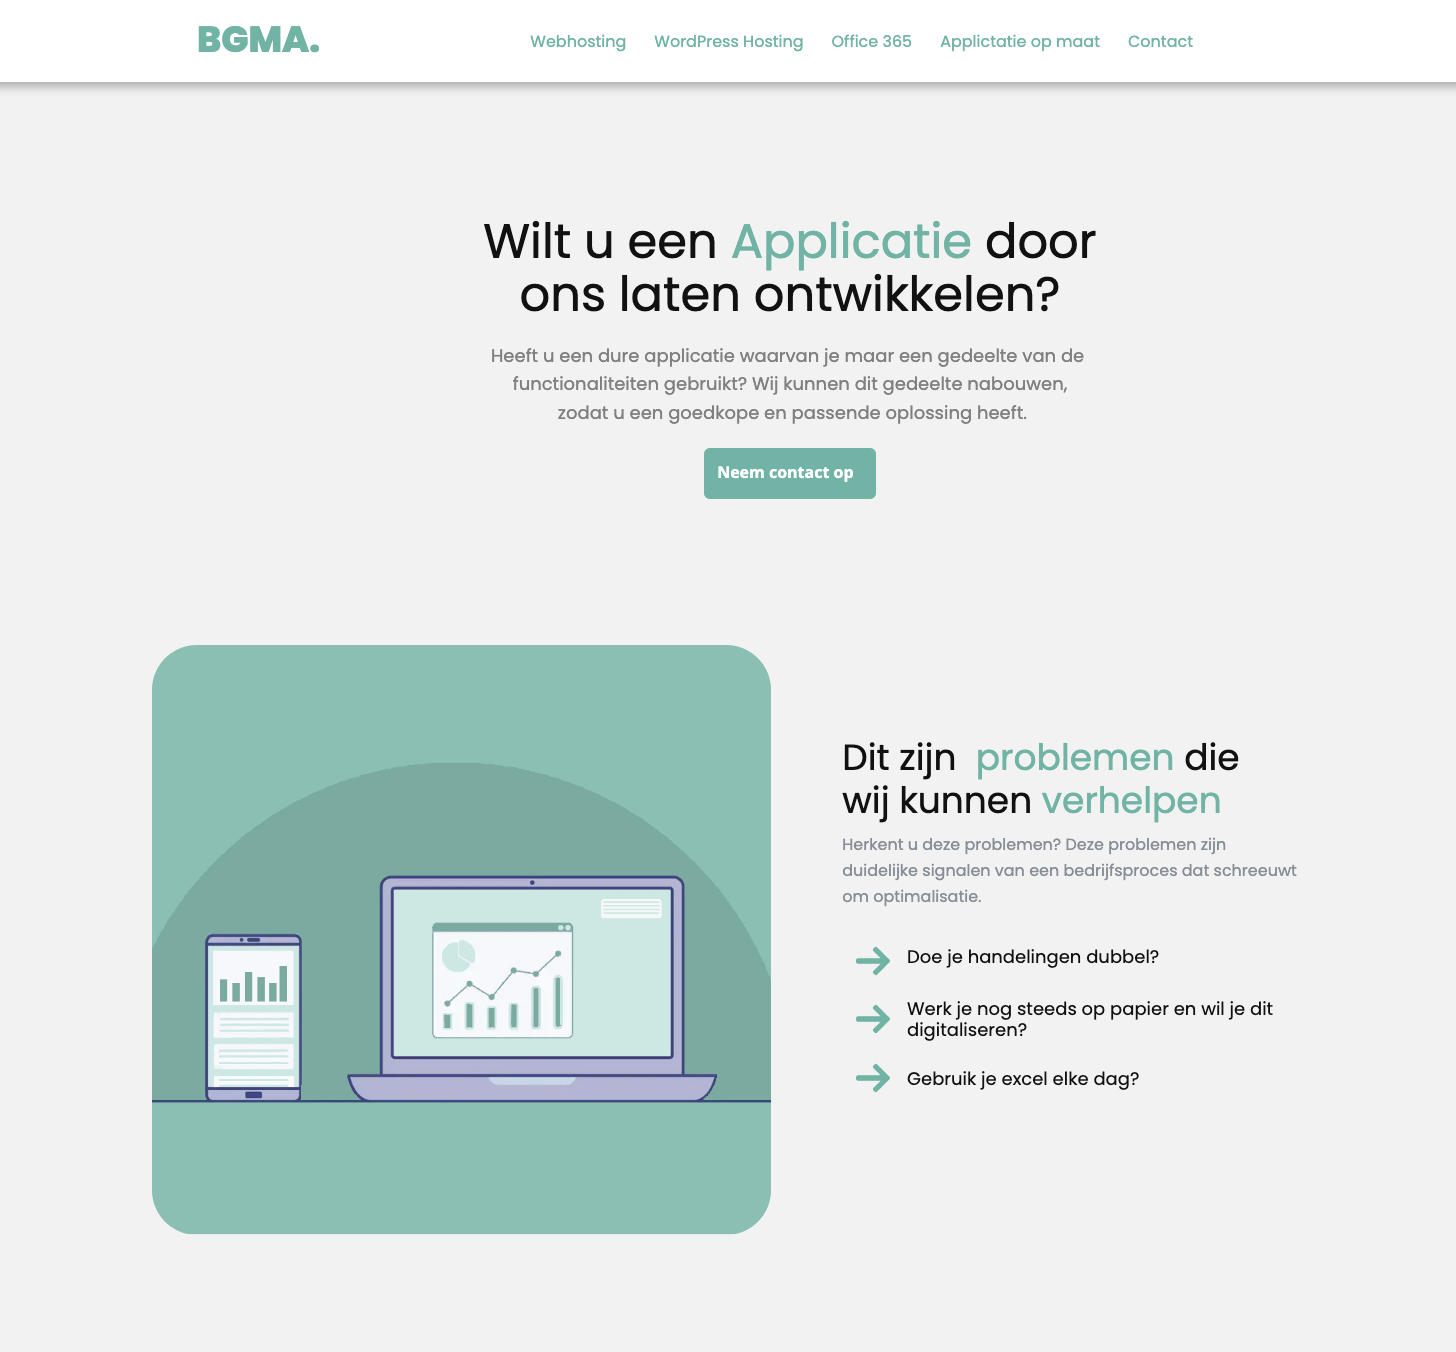 BGMA.
Webhosting WordPress Hosting Office 365 Applictatie op maat Contact
Wilt u een Applicatie door
ons laten ontwikkelen?
Heeft u een dure applicatie waarvan je maar een gedeelte van de
functionaliteiten gebruikt? Wij kunnen dit gedeelte nabouwen,
zodat u een goedkope en passende oplossing heeft.
Neem contact op
Dit zijn problemen die
wij kunnen verhelpen
Herkent u deze problemen? Deze problemen zijn
duidelijke signalen van een bedrijfsproces dat schreeuwt
om optimalisatie.
Doe je handelingen dubbel?
Werk je nog steeds op papier en wil je dit
digitaliseren?
Gebruik je excel elke dag?